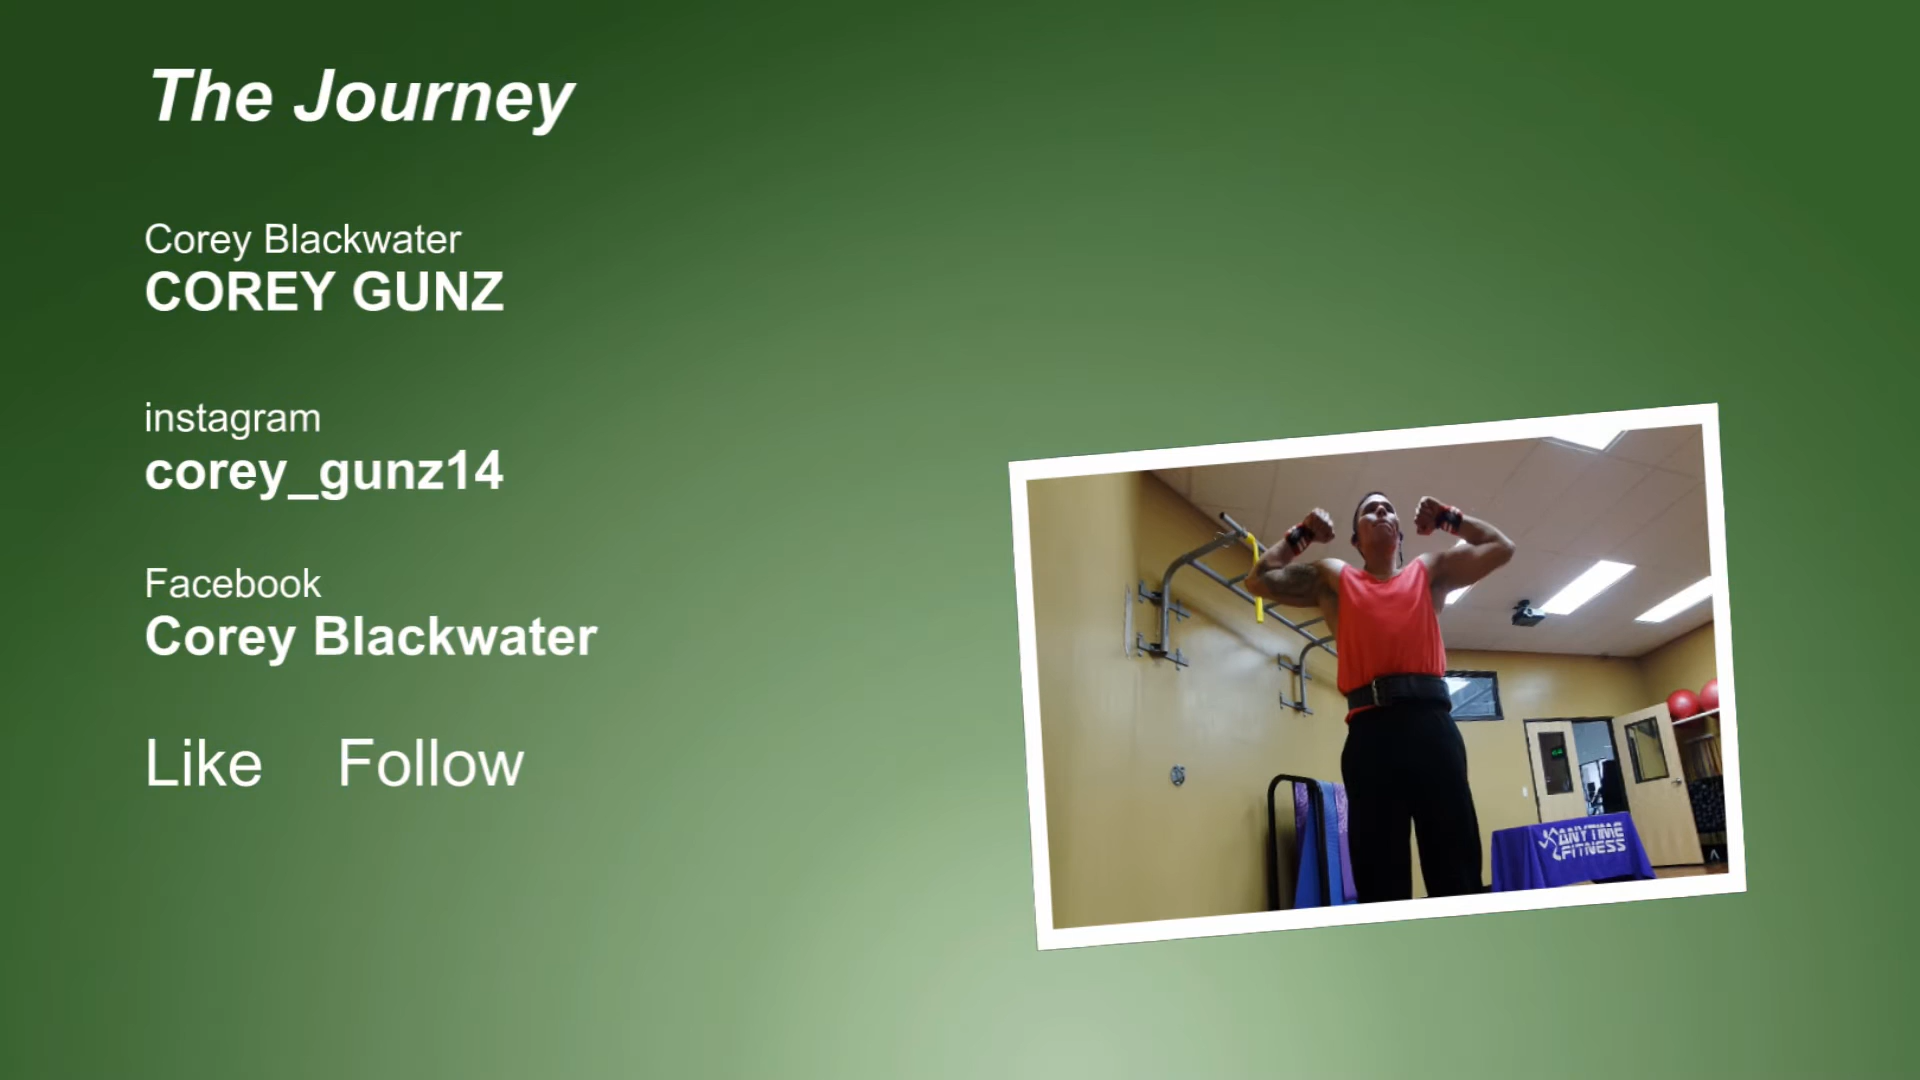 The Journey
Corey Blackwater
COREY GUNZ
instagram
corey_gunz14
Facebook
Corey Blackwater
Like Follow
ANYTIME
FITNESS